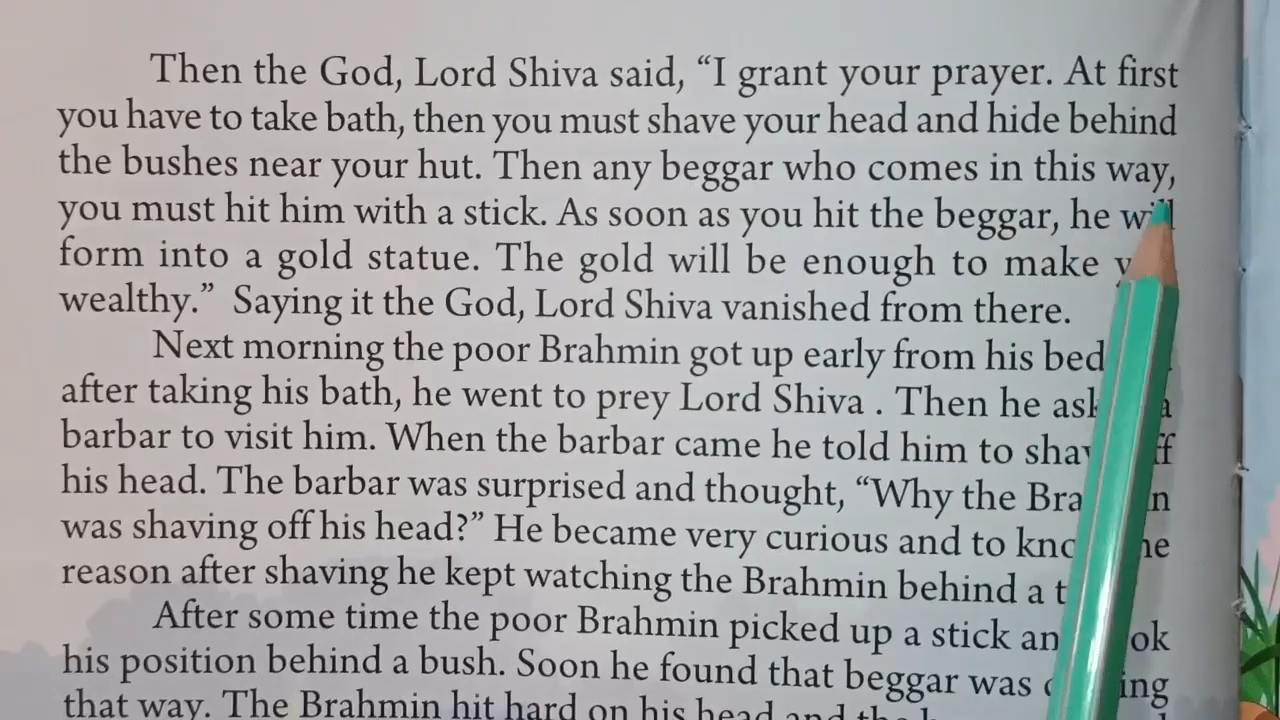 Then the God, Lord Shiva said, “I grant your prayer. At first
you have to take bath, then you must shave your head and hide behind
the bushes near your hut. Then any beggar who comes in this way,
you must hit him with a stick. As soon as you hit the beggar, he will
form into a gold statue. The gold will be enough to make
wealthy.” Saying it the God, Lord Shiva vanished from there.
Next morning the poor Brahmin got up early from his bed
after taking his bath, he went to prey Lord Shiva . Then he a
barbar to visit him. When the barbar came he told him to
his head. The barbar was surprised and thought, “Why the
was shaving off his head?” He became very curious and to
reason after shaving he kept watching the Brahmin behind a
After some time the poor Brahmin picked up a stick
his position behind a bush. Soon he found that beggar was
that way. The Brahmin hit hard on his head and the